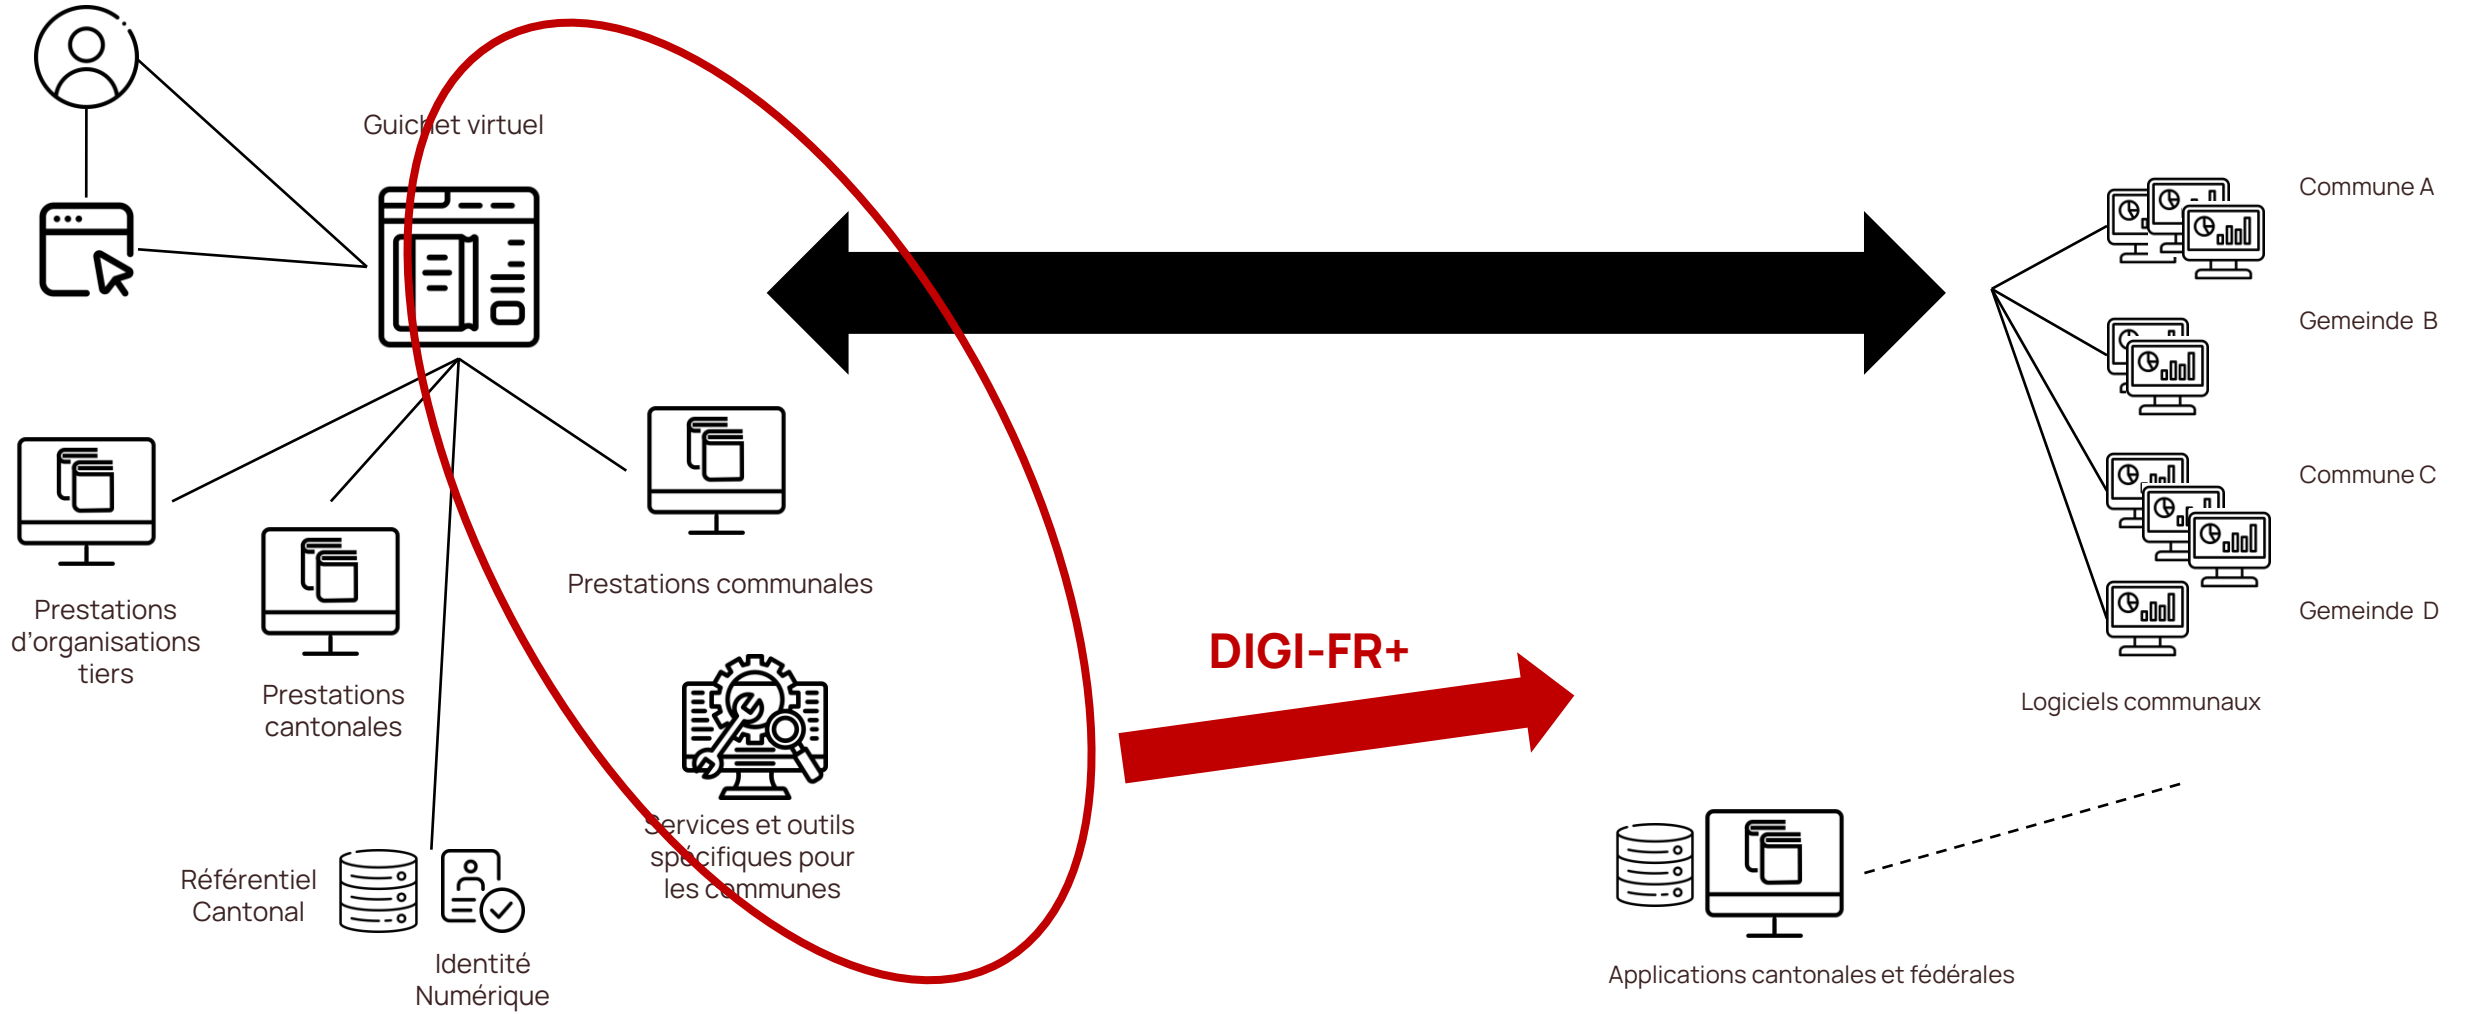 Guichet virtuel
Commune A
Gemeinde B
Commune C
Gemeinde D
Logiciels communaux
Prestations
d'organisations
tiers
Prestations
cantonales
Prestations communales
DIGI-FR+
Services et outils
spécifiques pour
les communes
Référentiel
Cantonal
Identité
Numérique
Applications cantonales et fédérales